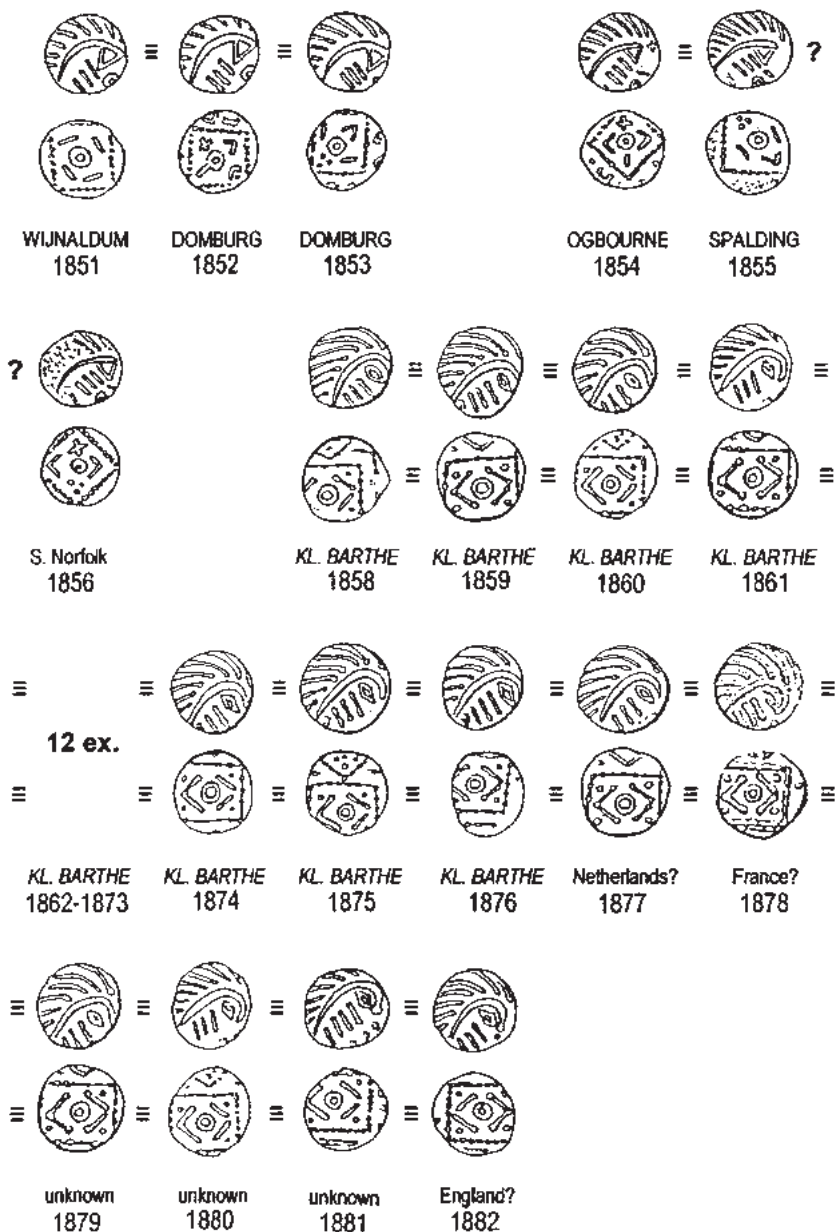 ≡ ≡ ≡ ?
WIJNALDUM DOMBURG DOMBURG OGBOURNE SPALDING
1851 1852 1853 1854 1855
? ≡ ≡ ≡ ≡
≡ ≡ ≡ ≡
S. Norfolk KL. BARTHE KL. BARTHE KL. BARTHE KL. BARTHE
1856 1858 1859 1860 1861
≡ ≡ ≡ ≡ ≡ ≡ ≡
12 ex.
≡ ≡ ≡ ≡ ≡ ≡ ≡
KL. BARTHE KL. BARTHE KL. BARTHE KL. BARTHE Netherlands? France?
1862-1873 1874 1875 1876 1877 1878
≡ ≡ ≡ ≡
≡ ≡ ≡ ≡
unknown unknown unknown England?
1879 1880 1881 1882